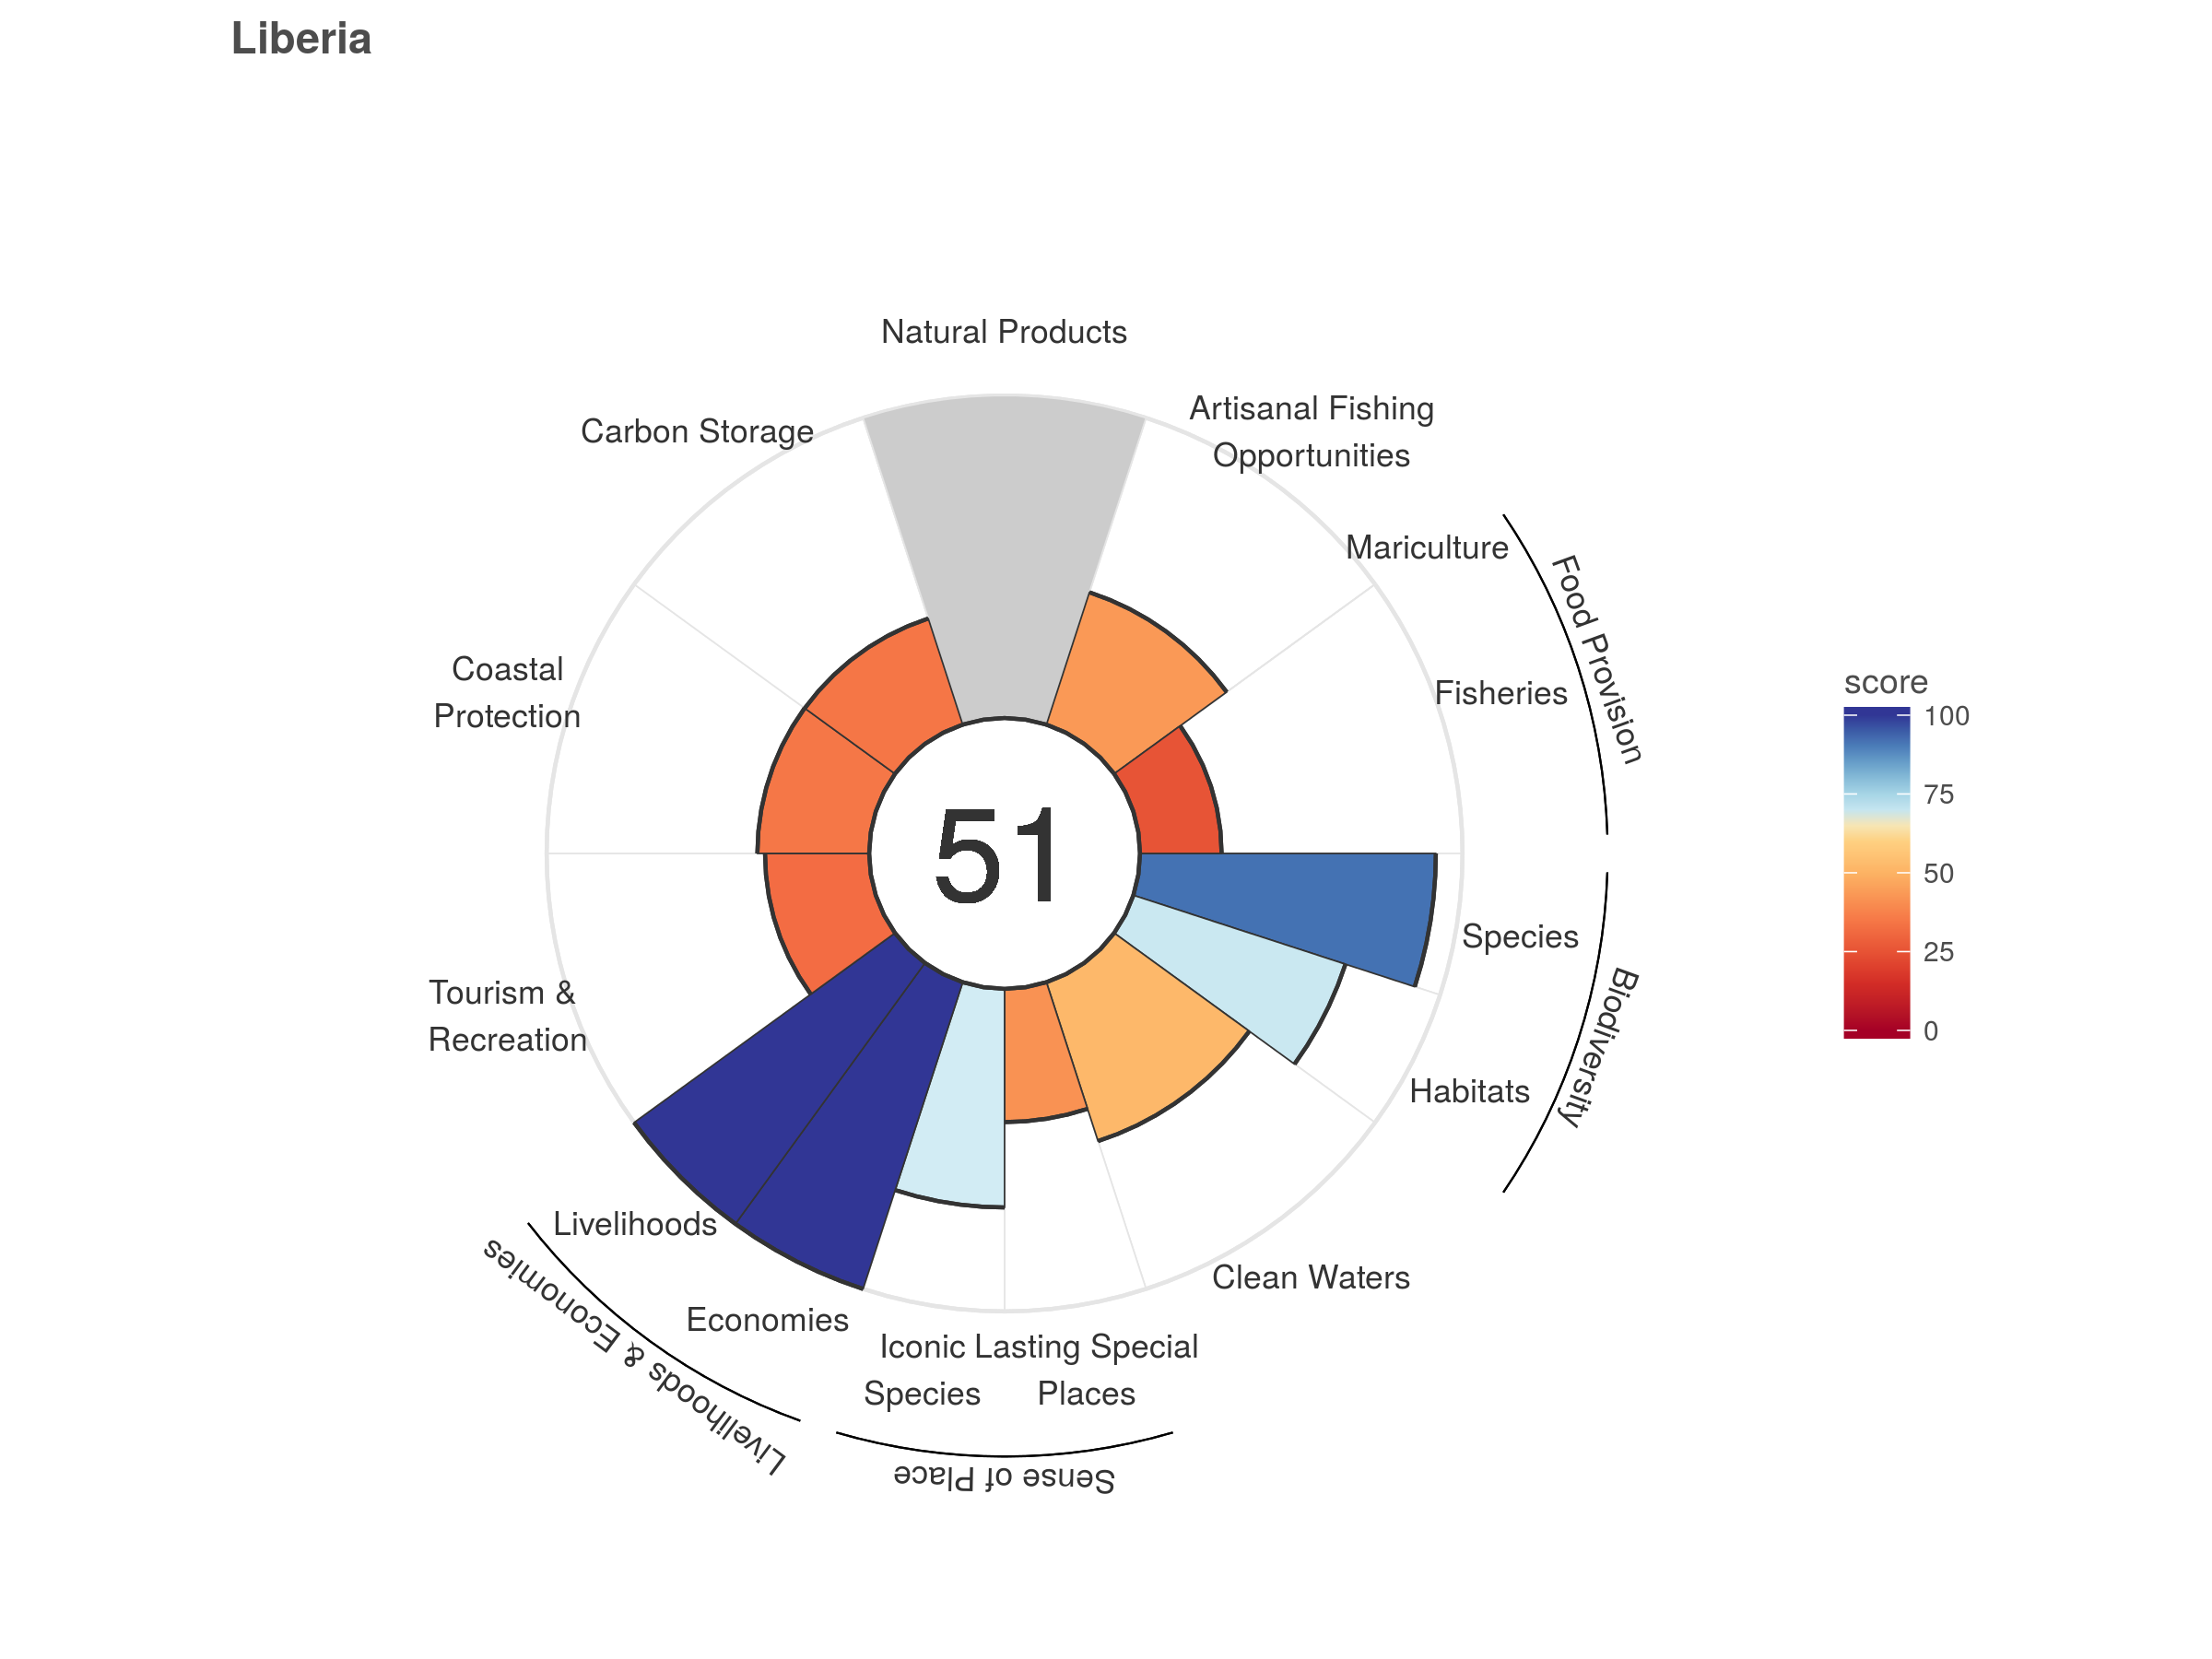 Liberia
Natural Products
Carbon Storage
Artisanal Fishing
Opportunities
Mariculture
Food Provision
Fisheries
Coastal
Protection
51
score
100
75
50
25
0
Species
Biodiversity
Habitats
Tourism &
Recreation
Livelihoods
Livelihoods & Economies
Economies
Clean Waters
Iconic
Species
Lasting Special
Places
Sense of Place